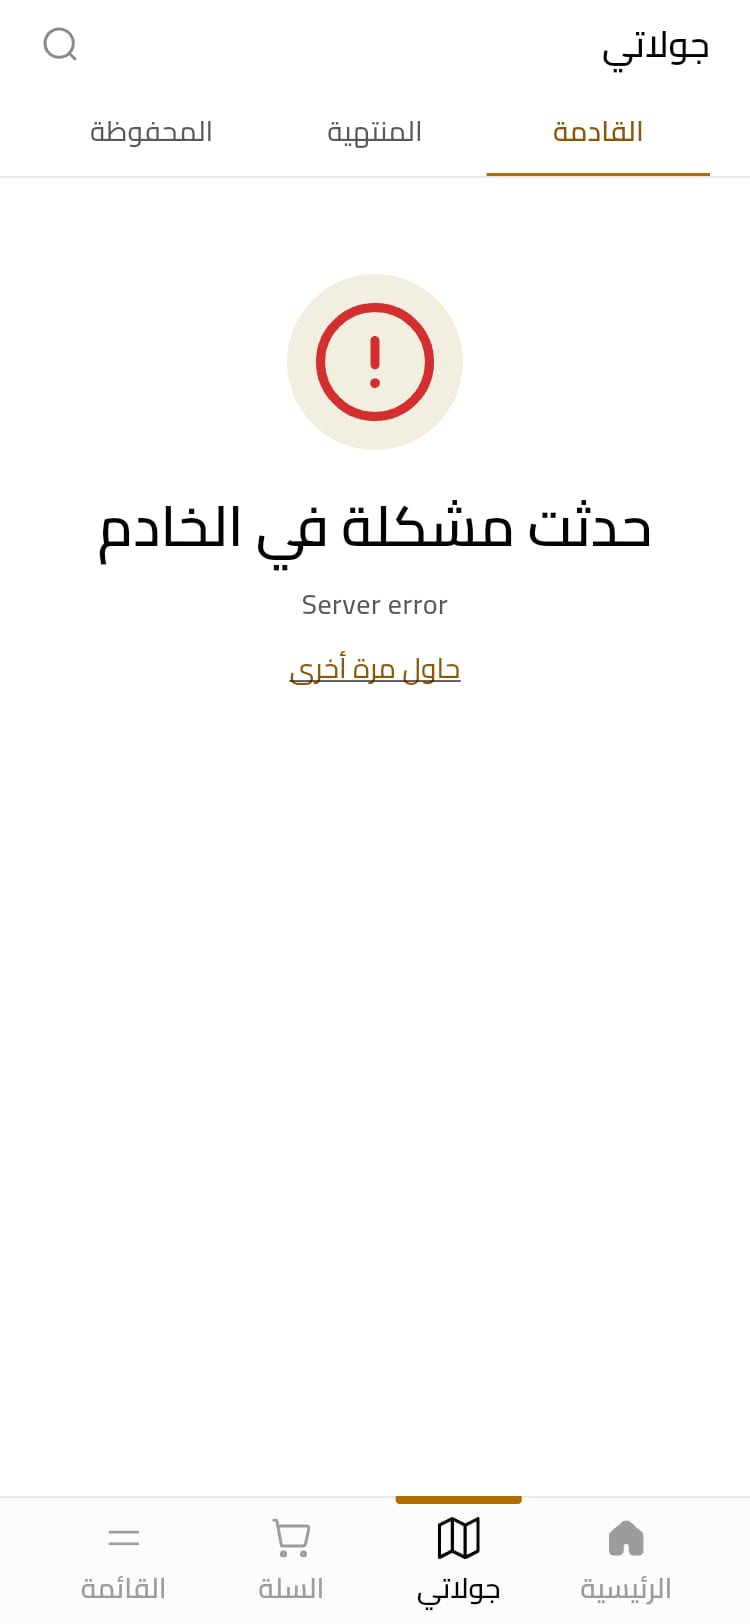 جولاتي
القادمة
المنتهية
المحفوظة
حدثت مشكلة في الخادم
Server error
حاول مرة أخرى
الرئيسية
جولاتي
السلة
القائمة